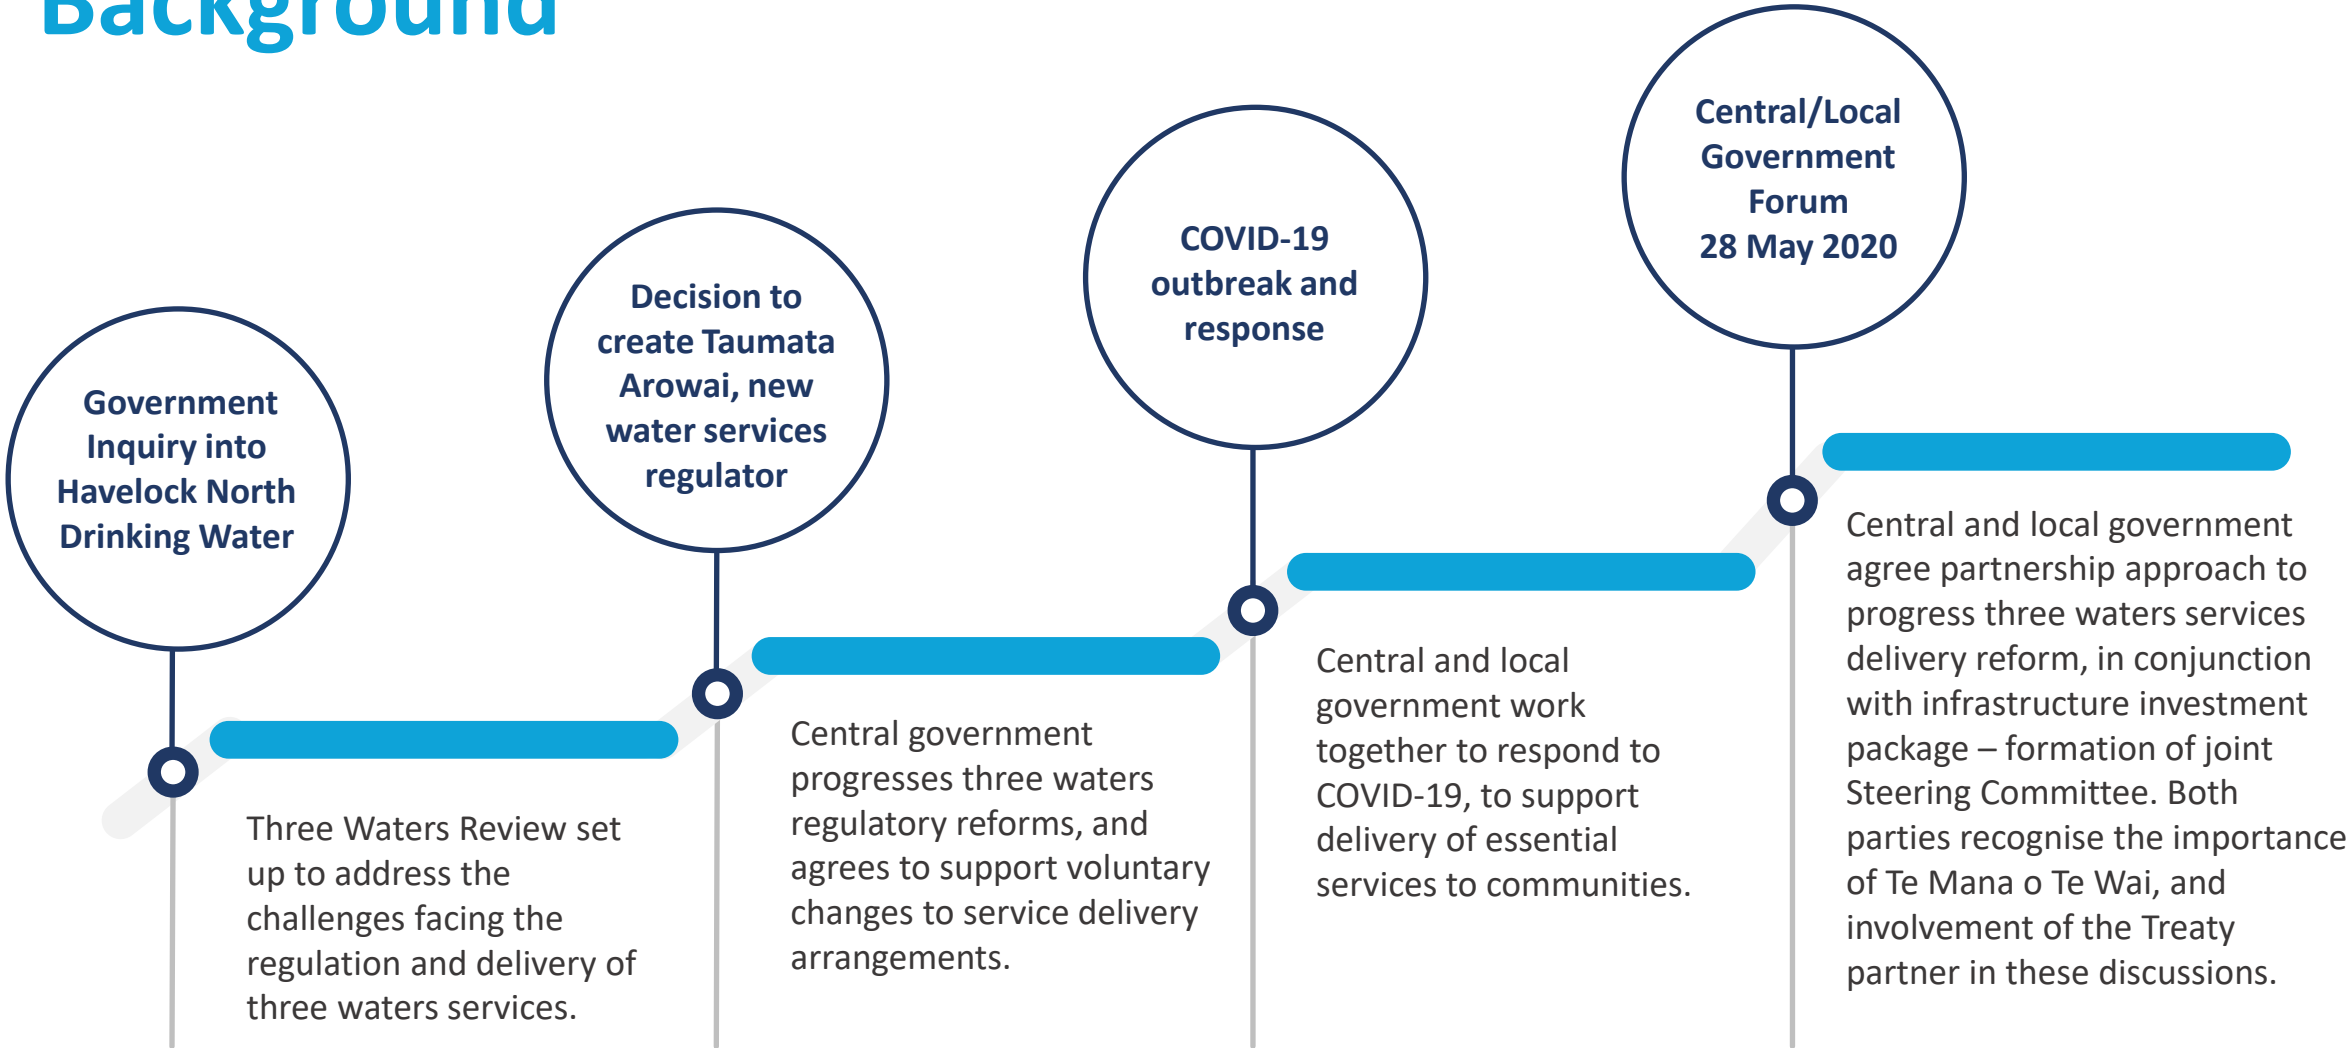 Background
Government
Inquiry into
Havelock North
Drinking Water
Three Waters Review set
up to address the
challenges facing the
regulation and delivery of
three waters services.
Decision to
create Taumata
Arowai, new
water services
regulator
Central government
progresses three waters
regulatory reforms, and
agrees to support voluntary
changes to service delivery
arrangements.
COVID-19
outbreak and
response
Central and local
government work
together to respond to
COVID-19, to support
delivery of essential
services to communities.
Central/Local
Government
Forum
28 May 2020
Central and local government
agree partnership approach to
progress three waters services
delivery reform, in conjunction
with infrastructure investment
package – formation of joint
Steering Committee. Both
parties recognise the importance
of Te Mana o Te Wai, and
involvement of the Treaty
partner in these discussions.